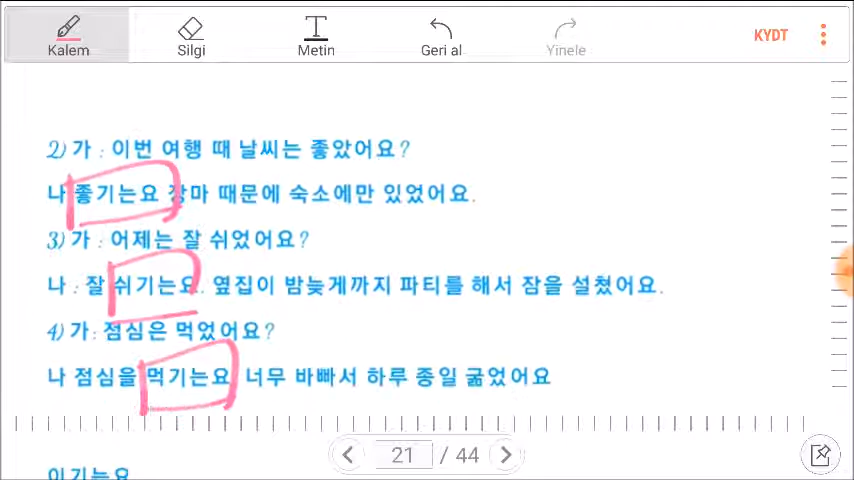 Kalem Silgi Metin Geri al Yinele KYDT
2) 가 : 이번 여행 때 날씨는 좋았어요?
나 좋기는요 장마 때문에 숙소에만 있었어요.
3) 가 : 어제는 잘 쉬었어요?
나 : 잘 쉬기는요. 옆집이 밤늦게까지 파티를 해서 잠을 설쳤어요.
4) 가 : 점심은 먹었어요?
나 점심을 먹기는요 너무 바빠서 하루 종일 굶었어요
21 / 44
이기는요